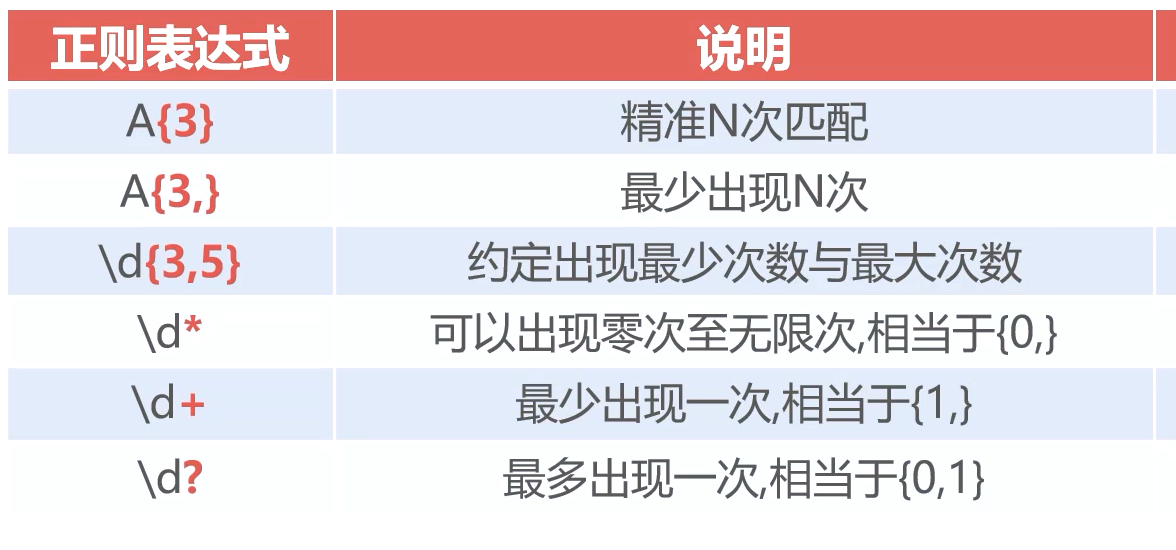 正则表达式 说明
A{3} 精准N次匹配
A{3,} 最少出现N次
\d{3,5} 约定出现最少次数与最大次数
\d* 可以出现零次至无限次,相当于{0,}
\d+ 最少出现一次,相当于{1,}
\d? 最多出现一次,相当于{0,1}